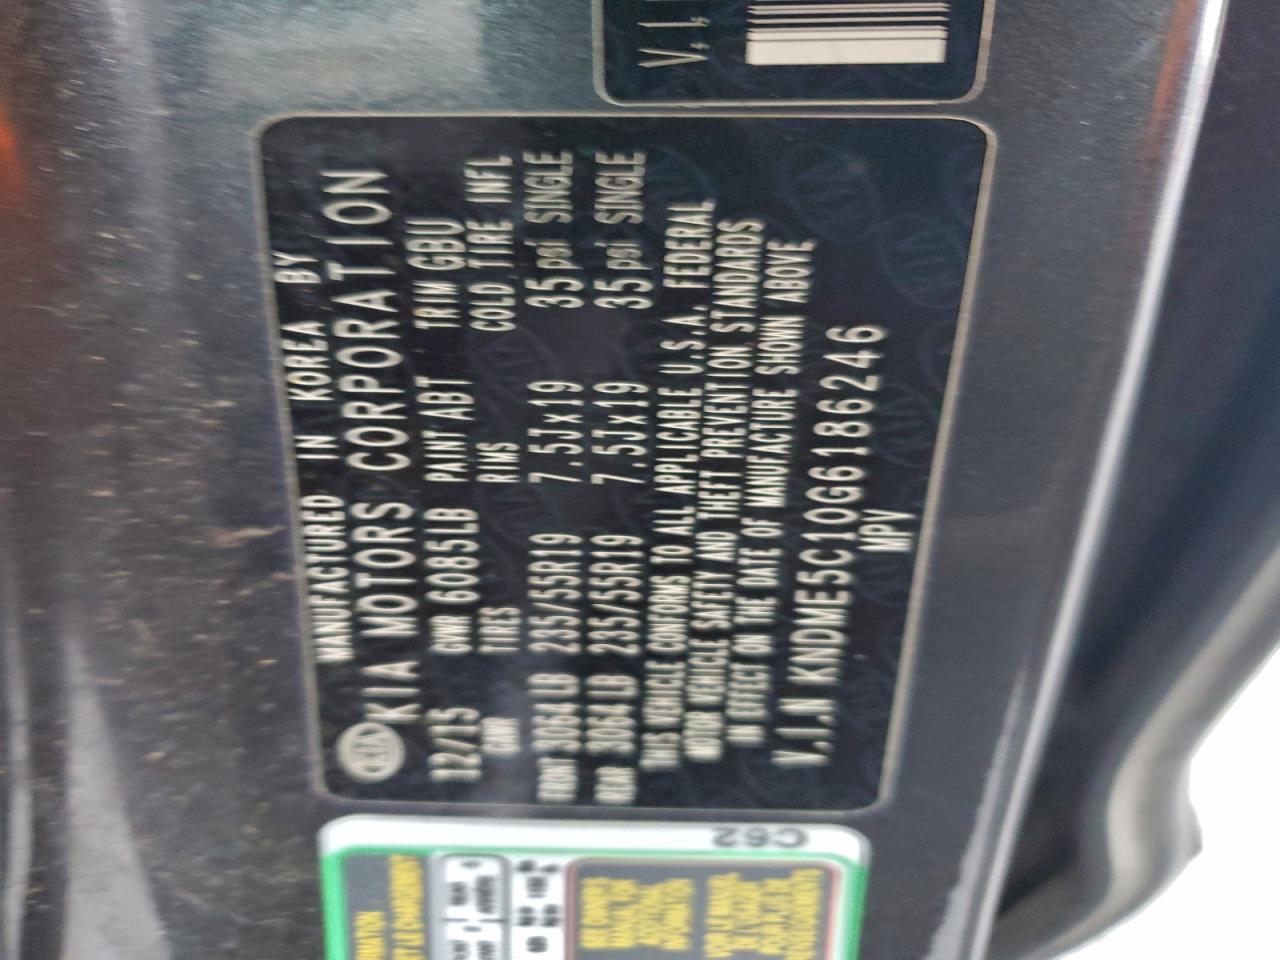 MANUFACTURED IN KOREA BY
KIA KIA MOTORS CORPORATION
12/15 GVWR 6085LB PAINT ABT TRIM GBU
GAWR TIRES RIMS COLD TIRE INFL
FRONT 3064LB 235/55R19 7.5Jx19 35psi SINGLE
REAR 3064LB 235/55R19 7.5Jx19 35psi SINGLE
THIS VEHICLE CONFORMS TO ALL APPLICABLE U.S.A. FEDERAL
MOTOR VEHICLE SAFETY AND THEFT PREVENTION STANDARDS
IN EFFECT ON THE DATE OF MANUFACTURE SHOWN ABOVE
V.I.N KNDME5C10G6186246
MPV
C62